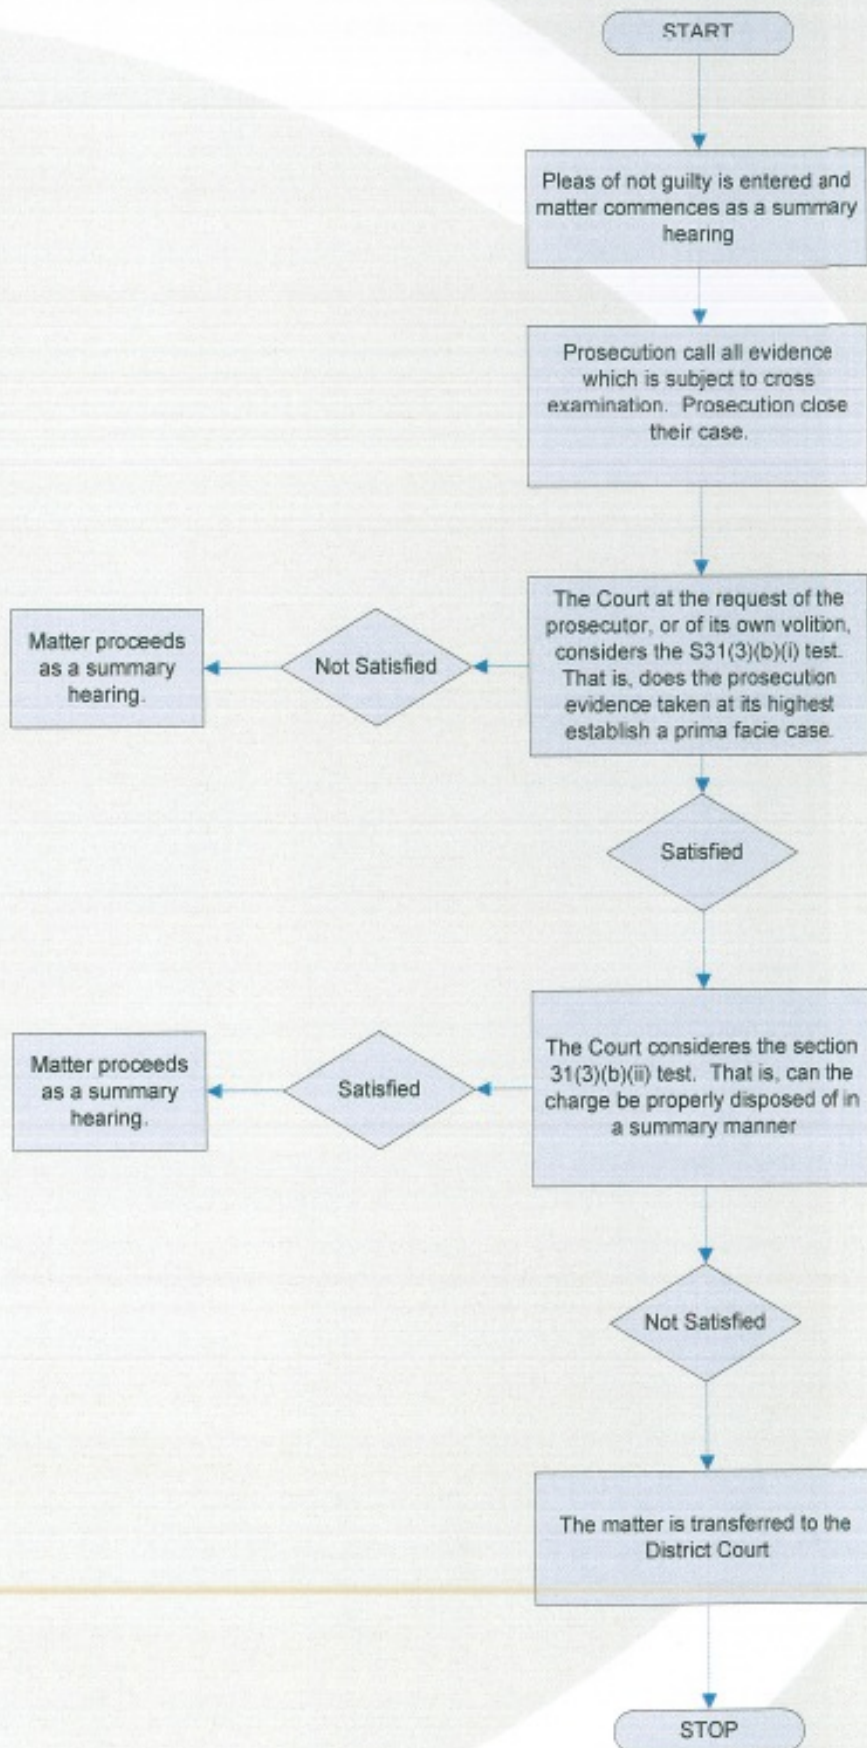 START
Pleas of not guilty is entered and
matter commences as a summary
hearing
Prosecution call all evidence
which is subject to cross
examination. Prosecution close
their case.
The Court at the request of the
prosecutor, or of its own volition,
considers the S31(3)(b)(i) test.
That is, does the prosecution
evidence taken at its highest
establish a prima facie case.
Not Satisfied
Matter proceeds
as a summary
hearing.
Satisfied
The Court consideres the section
31(3)(b)(ii) test. That is, can the
charge be properly disposed of in
a summary manner
Satisfied
Matter proceeds
as a summary
hearing.
Not Satisfied
The matter is transferred to the
District Court
STOP